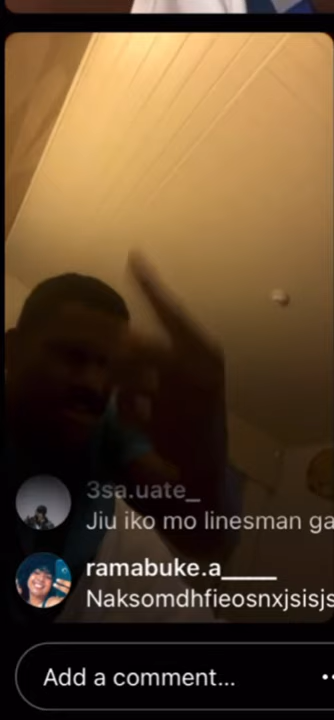 3sa.uate_
Jiu iko mo linesman ga
ramabuke.a_____
Naksomdhfieosnxjsisjs
Add a comment...